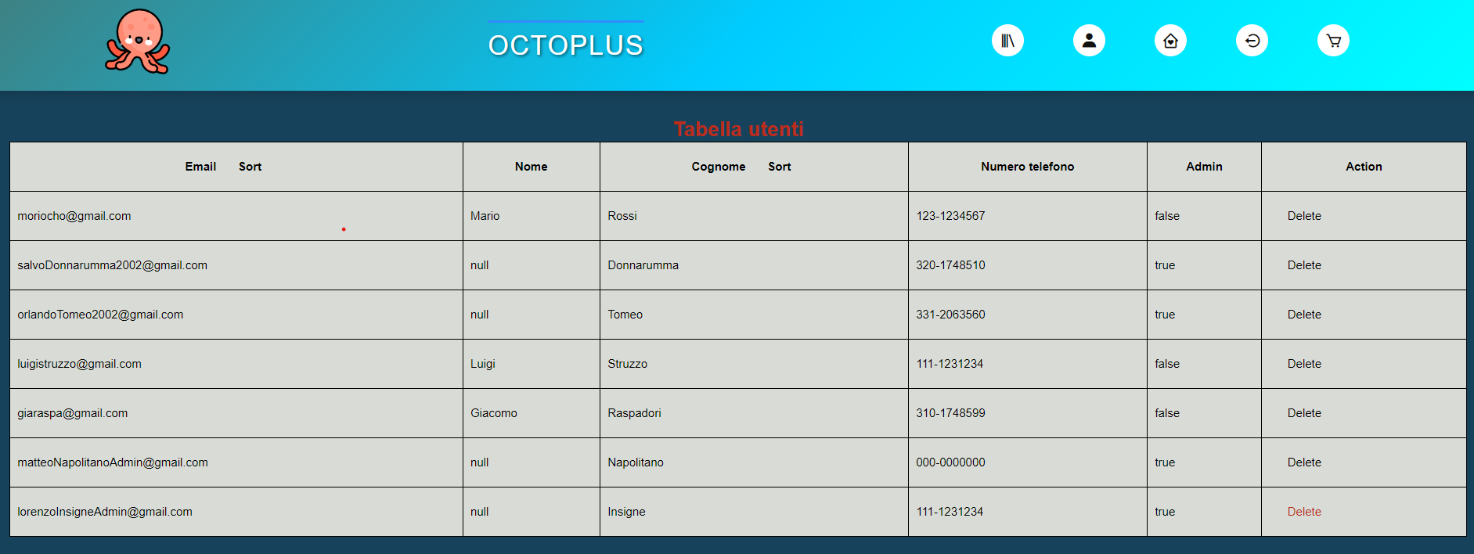 OCTOPLUS
Tabella utenti
Email Sort Nome Cognome Sort Numero telefono Admin Action
moriocho@gmail.com Mario Rossi 123-1234567 false Delete
salvoDonnarumma2002@gmail.com null Donnarumma 320-1748510 true Delete
orlandoTomeo2002@gmail.com null Tomeo 331-2063560 true Delete
luigistruzzo@gmail.com Luigi Struzzo 111-1231234 false Delete
giaraspa@gmail.com Giacomo Raspadori 310-1748599 false Delete
matteoNapolitanoAdmin@gmail.com null Napolitano 000-0000000 true Delete
lorenzoInsigneAdmin@gmail.com null Insigne 111-1231234 true Delete